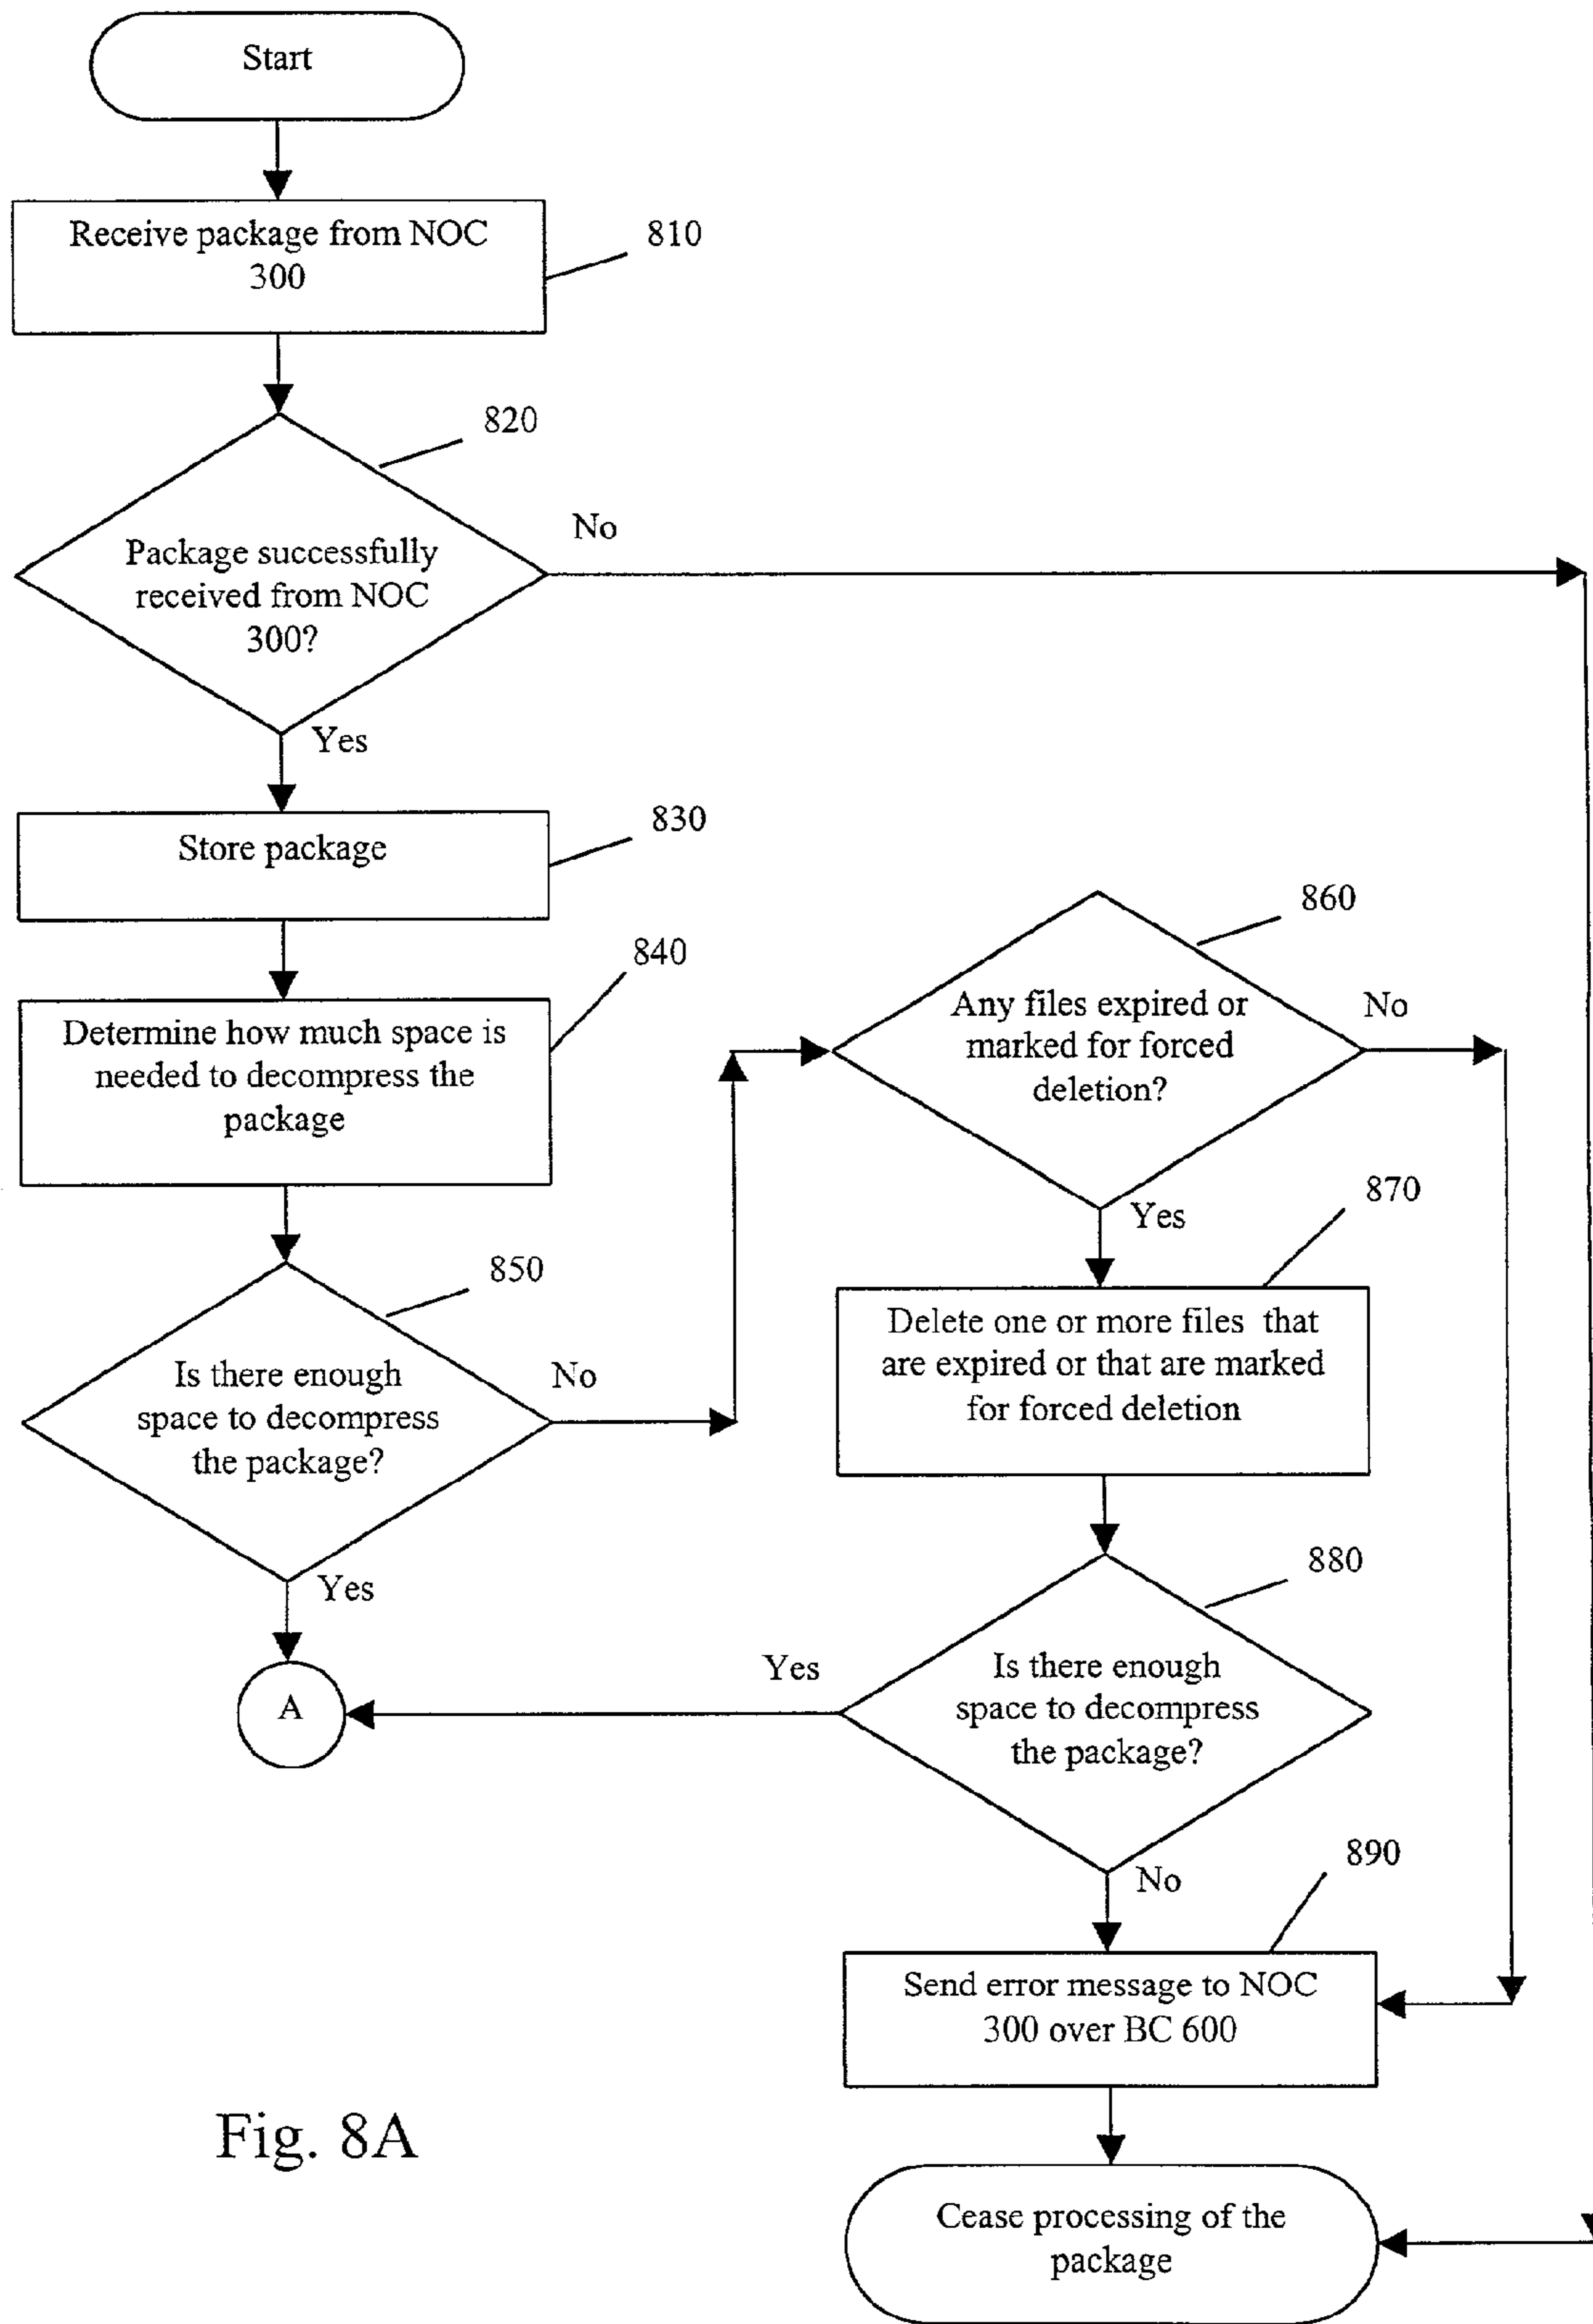 Start
Receive package from NOC
300
810
820
Package successfully
received from NOC
300?
No
Yes
Store package
830
840
Determine how much space is
needed to decompress the
package
850
Is there enough
space to decompress
the package?
No
Yes
A
860
Any files expired or
marked for forced
deletion?
No
Yes
870
Delete one or more files that
are expired or that are marked
for forced deletion
880
Is there enough
space to decompress
the package?
Yes
No
890
Send error message to NOC
300 over BC 600
Cease processing of the
package
Fig. 8A